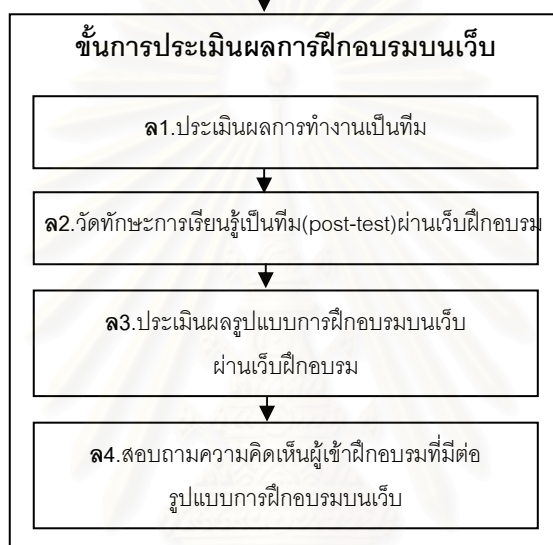 ขั้นการประเมินผลการฝึกอบรมบนเว็บ
ล1.ประเมินผลการทำงานเป็นทีม
ล2.วัดทักษะการเรียนรู้เป็นทีม(post-test)ผ่านเว็บฝึกอบรม
ล3.ประเมินผลรูปแบบการฝึกอบรมบนเว็บ
ผ่านเว็บฝึกอบรม
ล4.สอบถามความคิดเห็นผู้เข้าฝึกอบรมที่มีต่อ
รูปแบบการฝึกอบรมบนเว็บ